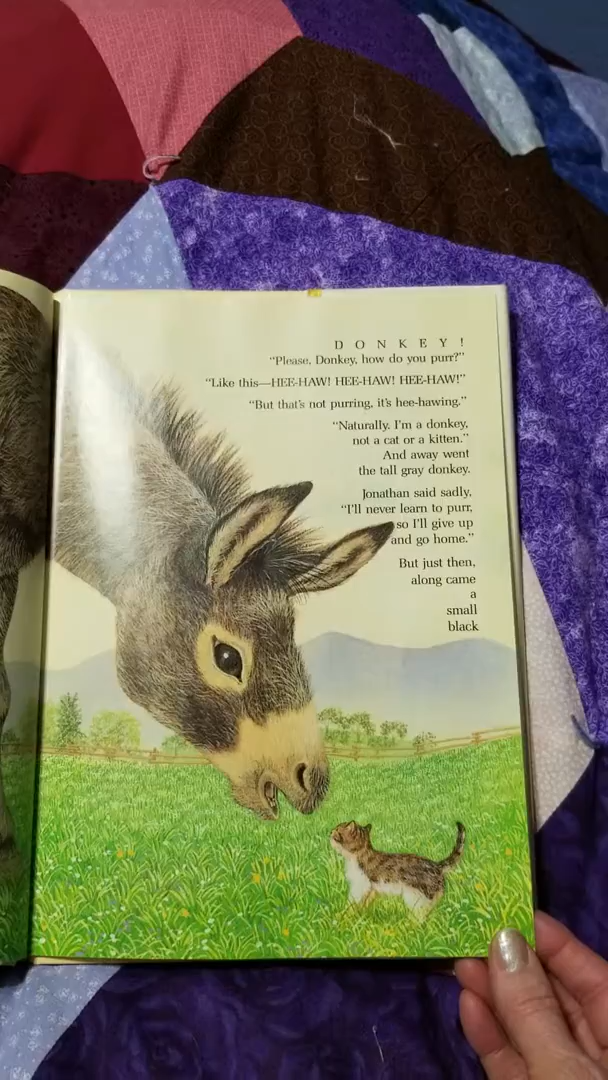 DONKEY!
"Please, Donkey, how do you purr?"
"Like this—HEE-HAW! HEE-HAW! HEE-HAW!"
"But that's not purring, it's hee-hawing."
"Naturally. I'm a donkey,
not a cat or a kitten."
And away went
the tall gray donkey.
Jonathan said sadly,
"I'll never learn to purr,
so I'll give up
and go home."
But just then,
along came
a
small
black